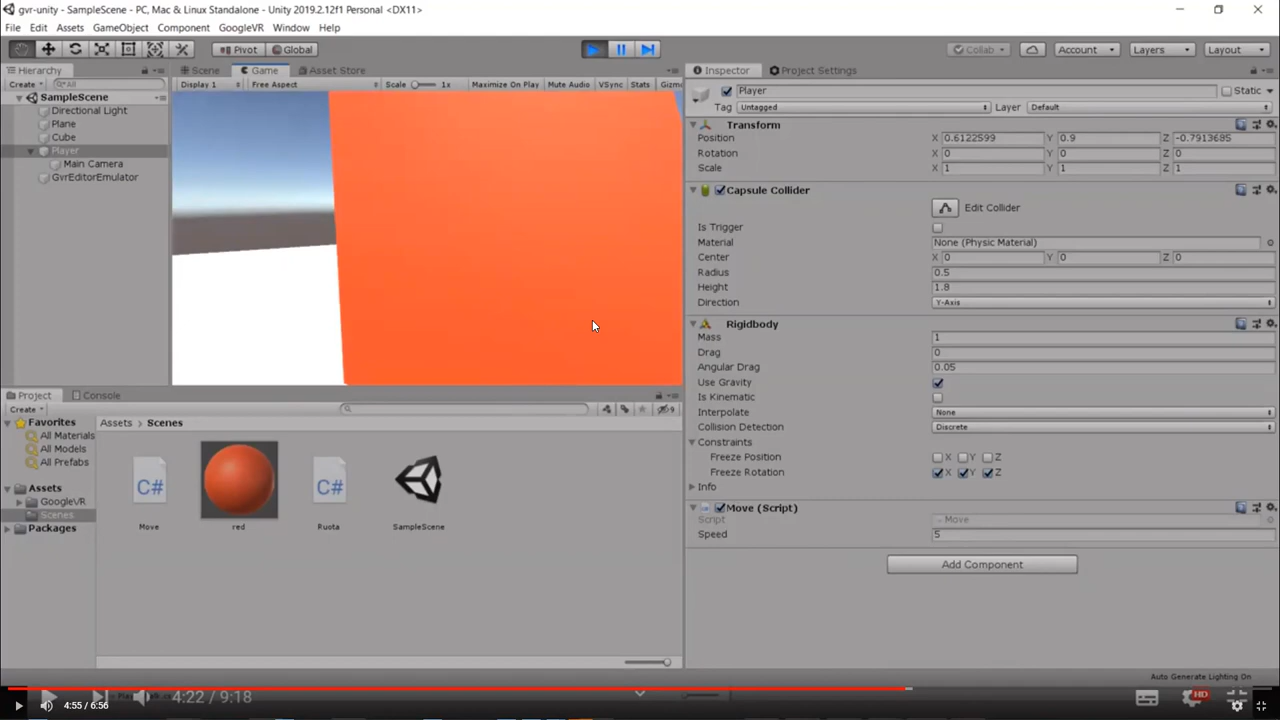 gvr-unity - SampleScene - PC, Mac & Linux Standalone - Unity 2019.2.12f1 Personal <DX11>
File Edit Assets GameObject Component GoogleVR Window Help
Pivot Global Collab Account Layers Layout
Hierarchy
Create All
SampleScene
Directional Light
Plane
Cube
Player
Main Camera
GvrEditorEmulator
Scene Game Asset Store
Display 1 Free Aspect Scale 1x Maximize On Play Mute Audio VSync Stats Gizmo
Project Console
Create
Favorites
All Materials
All Models
All Prefabs
Assets
GoogleVR
Scenes
Packages
Assets Scenes
C# C#
Move red Ruota SampleScene
9
Inspector Project Settings
Player Static
Tag Untagged Layer Default
Transform
Position X 0.6122599 Y 0.9 Z -0.7913685
Rotation X 0 Y 0 Z 0
Scale X 1 Y 1 Z 1
Capsule Collider
Edit Collider
Is Trigger
Material None (Physic Material)
Center X 0 Y 0 Z 0
Radius 0.5
Height 1.8
Direction Y-Axis
Rigidbody
Mass 1
Drag 0
Angular Drag 0.05
Use Gravity
Is Kinematic
Interpolate None
Collision Detection Discrete
Constraints
Freeze Position X Y Z
Freeze Rotation X Y Z
Info
Move (Script)
Script Move
Speed 5
Add Component
Auto Generate Lighting On
4:22 / 9:18
HD
4:55 / 6:56